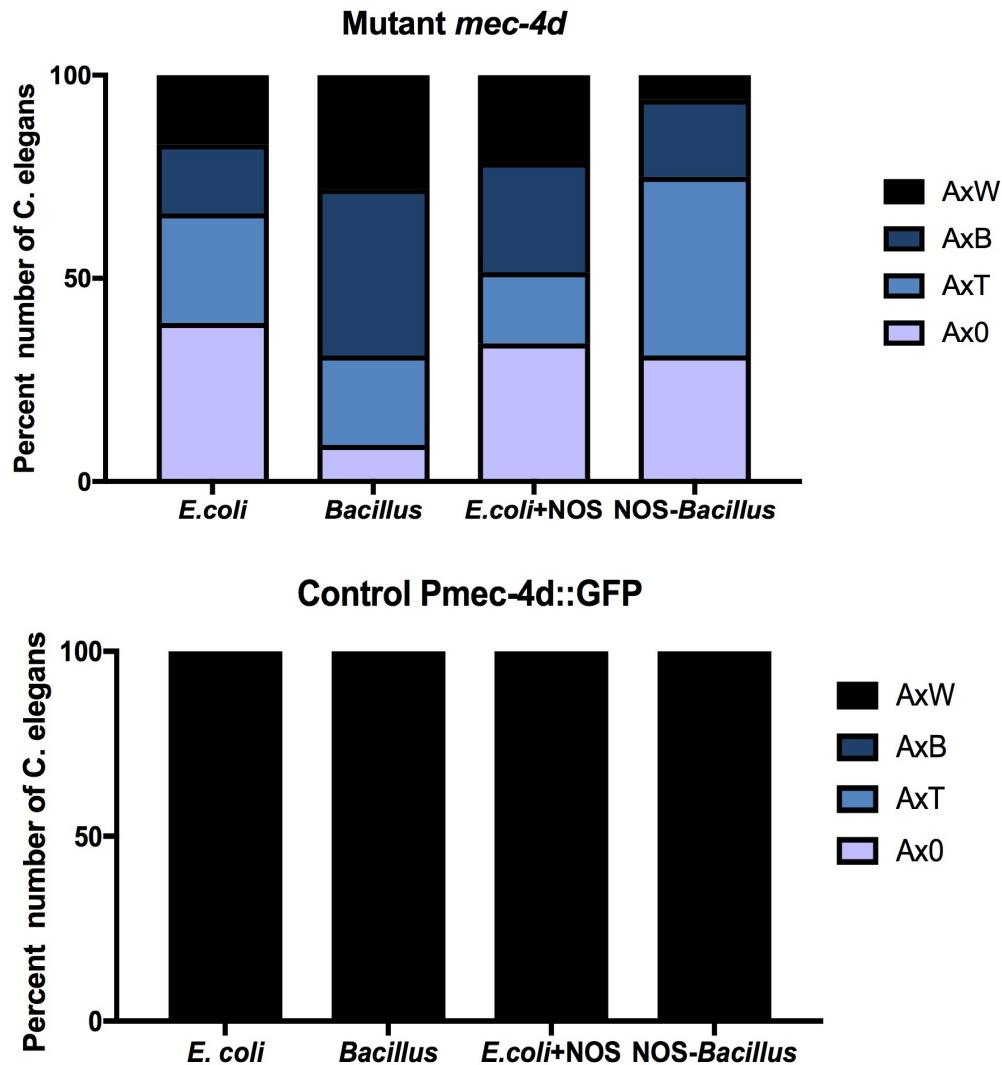 Mutant mec-4d
Percent number of C. elegans
100
50
0
E.coli Bacillus E.coli+NOS NOS-Bacillus
AxW
AxB
AxT
Ax0
Control Pmec-4d::GFP
Percent number of C. elegans
100
50
0
E. coli Bacillus E.coli+NOS NOS-Bacillus
AxW
AxB
AxT
Ax0